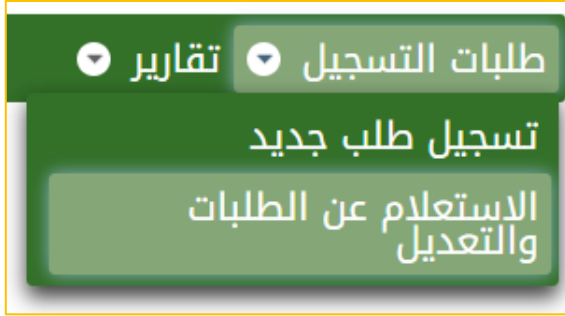 طلبات التسجيل تقارير
تسجيل طلب جديد
الاستعلام عن الطلبات
والتعديل